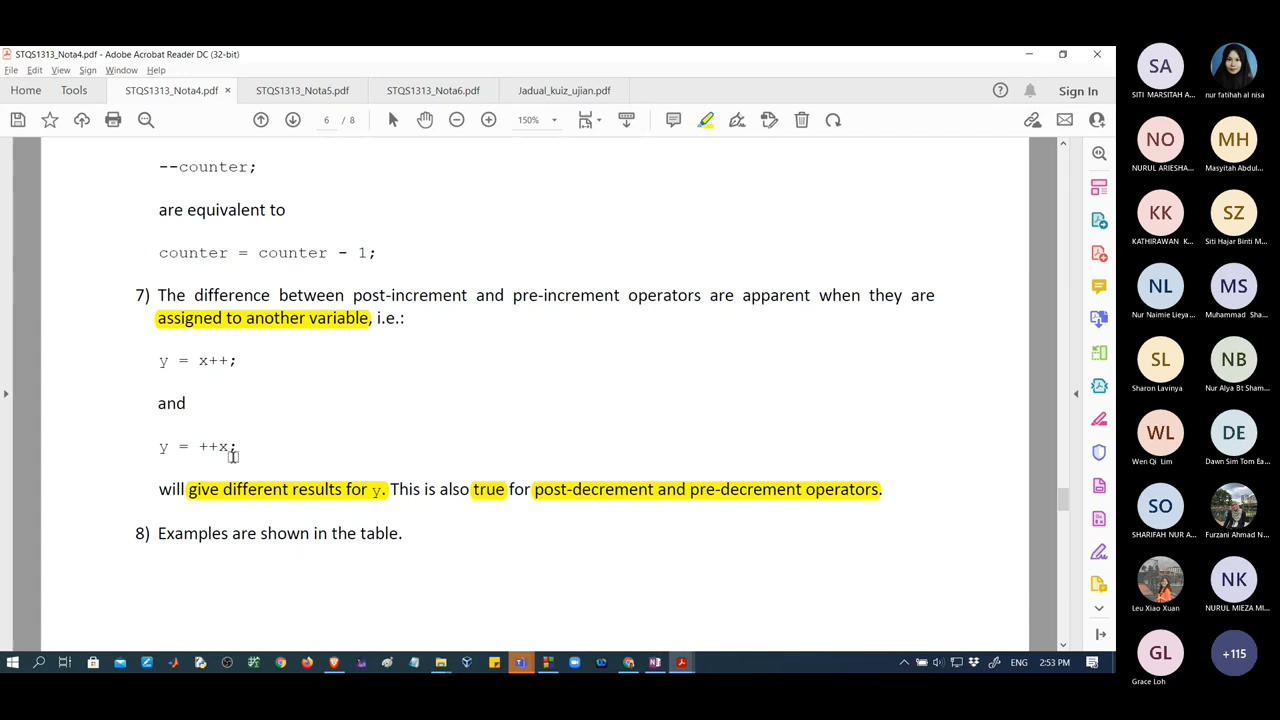 STQS1313_Nota4.pdf - Adobe Acrobat Reader DC (32-bit)
File Edit View Sign Window Help
Home Tools STQS1313_Nota4.pdf × STQS1313_Nota5.pdf STQS1313_Nota6.pdf Jadual_kuiz_ujian.pdf Sign In
6 / 8 150%
--counter;
are equivalent to
counter = counter - 1;
7) The difference between post-increment and pre-increment operators are apparent when they are
assigned to another variable, i.e.:
y = x++;
and
y = ++x;
will give different results for y. This is also true for post-decrement and pre-decrement operators.
8) Examples are shown in the table.
ENG 2:53 PM
SA
SITI MARSITAH A...
nur fatihah al nisa
NO
NURUL ARIESHA...
MH
Masyitah Abdul...
KK
KATHIRAWAN K...
SZ
Siti Hajar Binti M...
NL
Nur Naimie Lieya...
MS
Muhammad Sha...
SL
Sharon Lavinya
NB
Nur Alya Bt Sham...
WL
Wen Qi Lim
DE
Dawn Sim Tom Ea...
SO
SHARIFAH NUR A...
Furzani Ahmad N...
Leu Xiao Xuan
NK
NURUL MIEZA MI...
GL
Grace Loh
+115